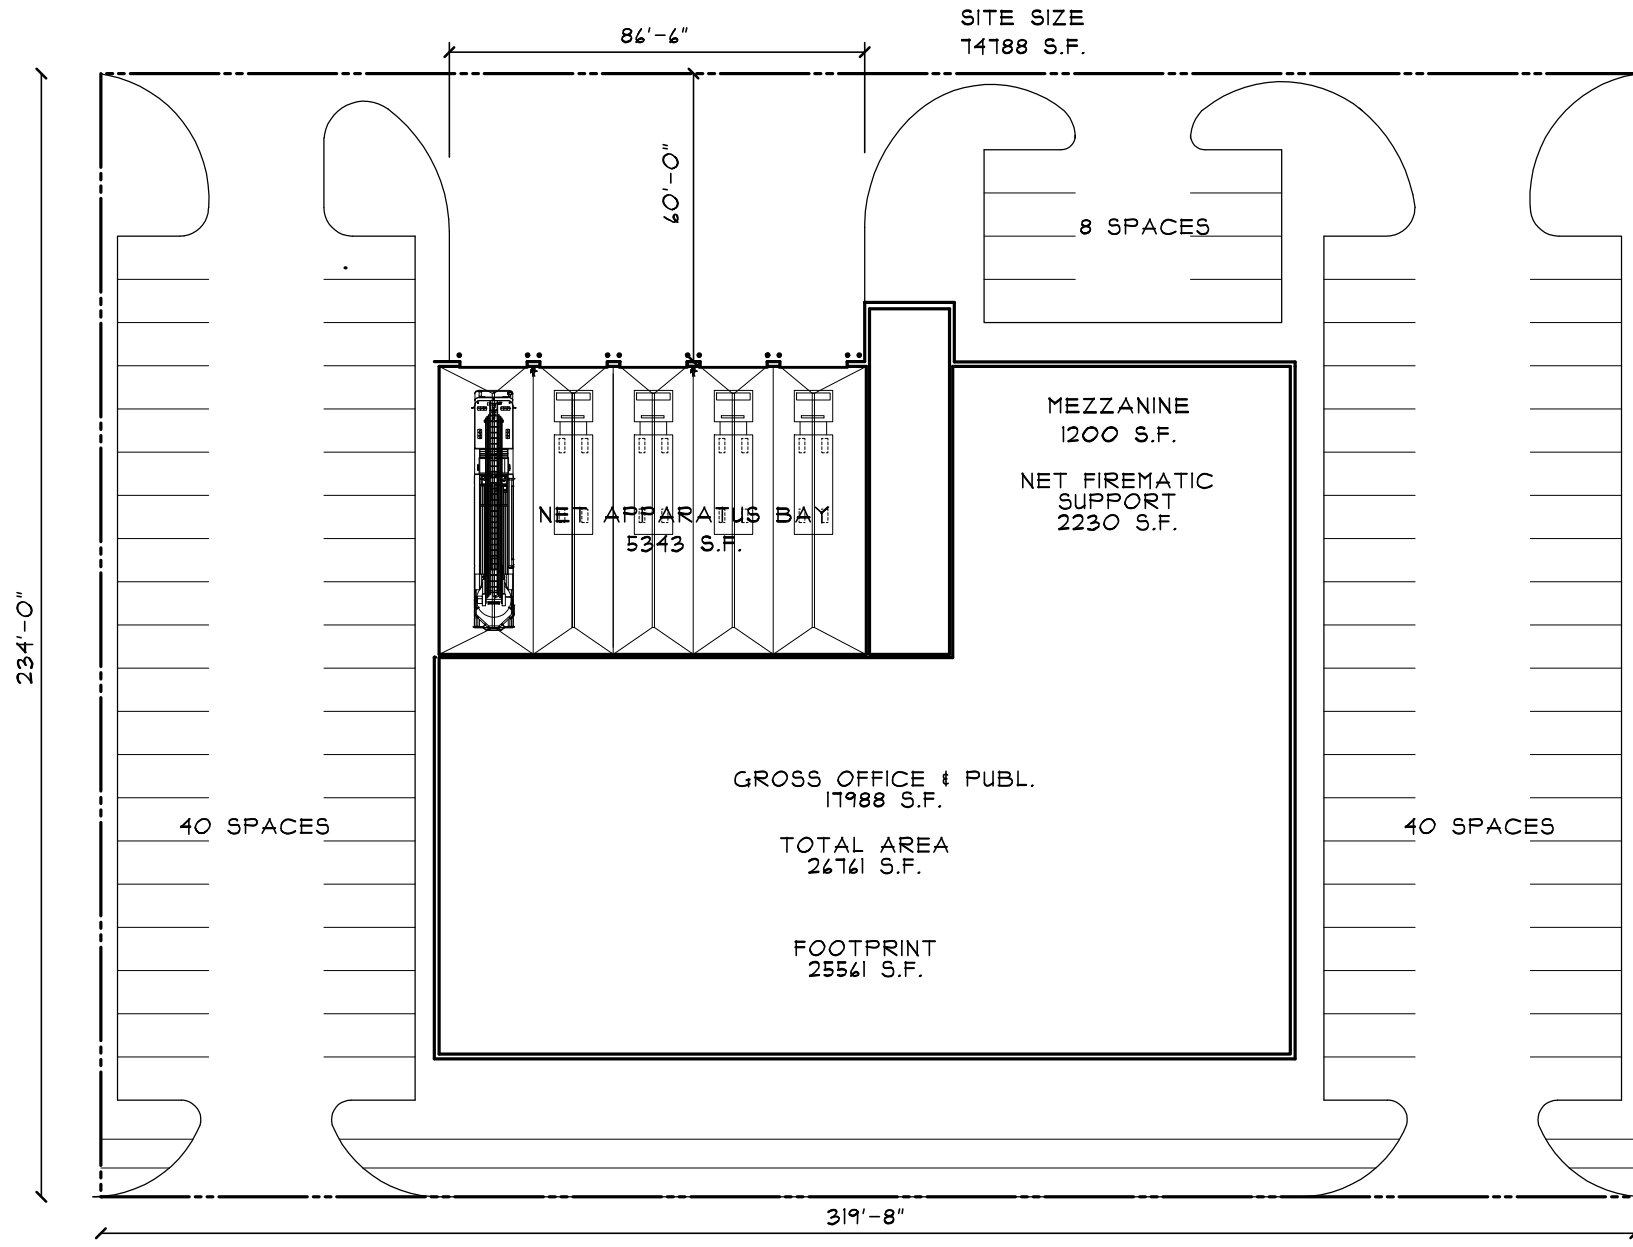 SITE SIZE
74788 S.F.
86'-6"
60'-0"
8 SPACES
MEZZANINE
1200 S.F.
NET FIREMATIC
SUPPORT
2230 S.F.
NET APPARATUS BAY
5343 S.F.
234'-0"
GROSS OFFICE & PUBL.
17988 S.F.
40 SPACES
40 SPACES
TOTAL AREA
26761 S.F.
FOOTPRINT
25561 S.F.
319'-8"